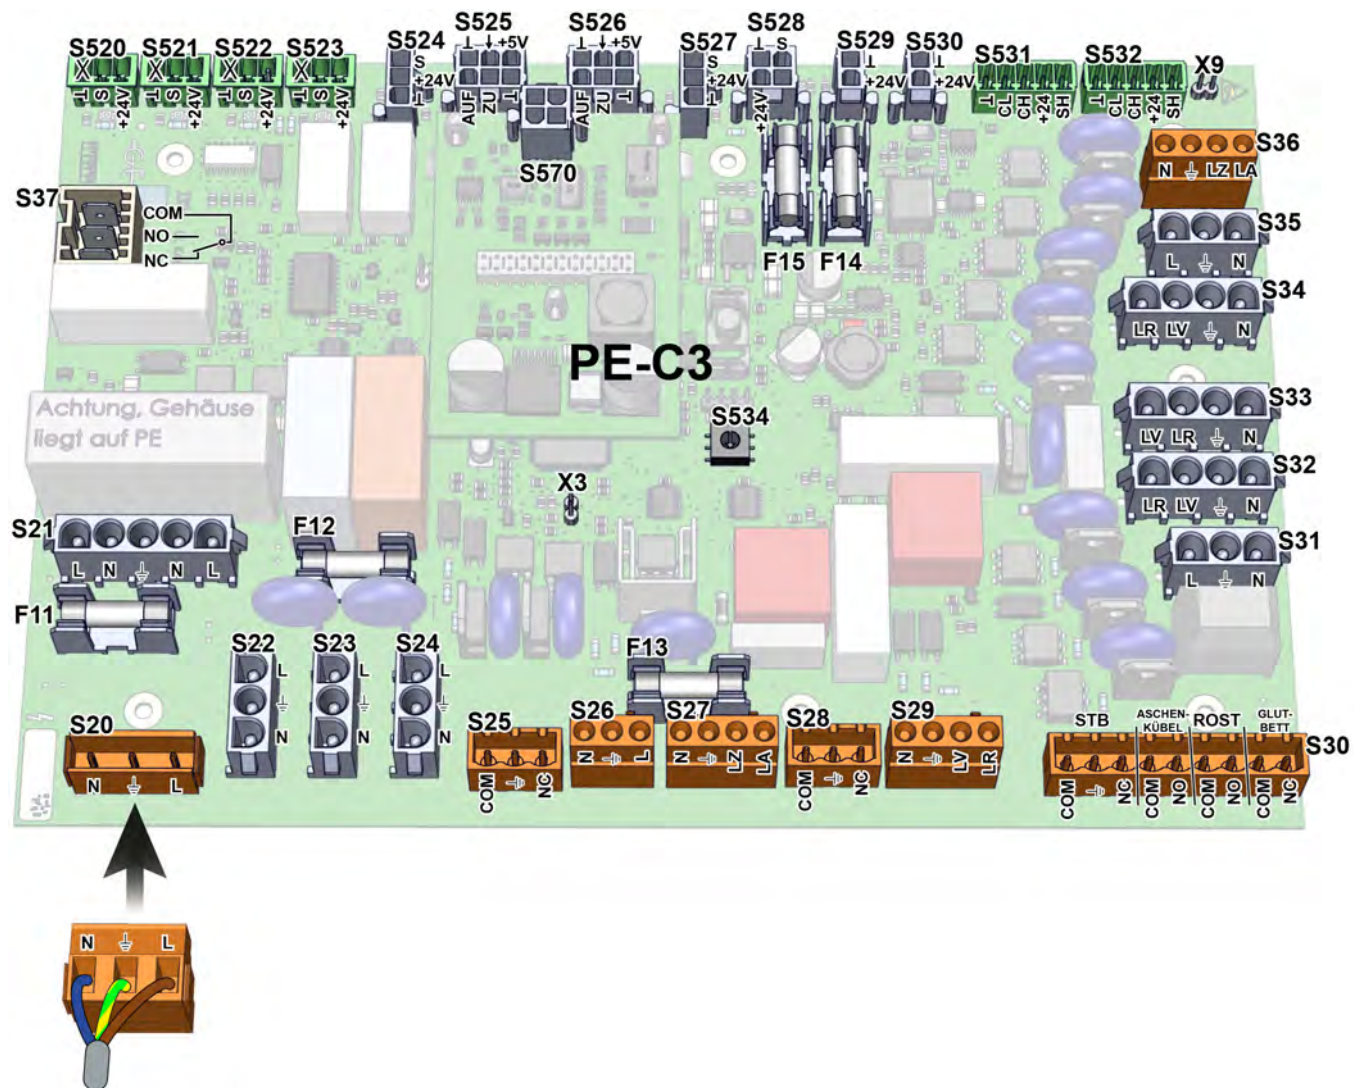 S520 S521 S522 S523 S524 S525 S526 S527 S528 S529 S530 S531 S532 X9
X ⊥ S +24V
X ⊥ S +24V
X ⊥ S +24V
X ⊥ S +24V
S +24V ⊥
⊥ ↓ +5V
AUF ZU ⊥
⊥ ↓ +5V
AUF ZU ⊥
S +24V ⊥
⊥ S
+24V
⊥ +24V
⊥ +24V
⊥ CL CH +24 SH
⊥ CL CH +24 SH
S570
F15 F14
S36
N ⏚ LZ LA
S37
COM
NO
NC
S35
L ⏚ N
S34
LR LV ⏚ N
PE-C3
Achtung, Gehäuse
liegt auf PE
S33
LV LR ⏚ N
S534
S32
LR LV ⏚ N
X3
S21
L N ⏚ N L
F12
S31
L ⏚ N
F11
S22 S23 S24
L ⏚ N
L ⏚ N
L ⏚ N
F13
S20
N ⏚ L
S25
COM ⏚ NC
S26
N ⏚ L
S27
N ⏚ LZ LA
S28
COM ⏚ NC
S29
N ⏚ LV LR
STB
ASCHEN-
KÜBEL
ROST
GLUT-
BETT
S30
COM ⏚ NC COM NO COM NO COM NC
N ⏚ L